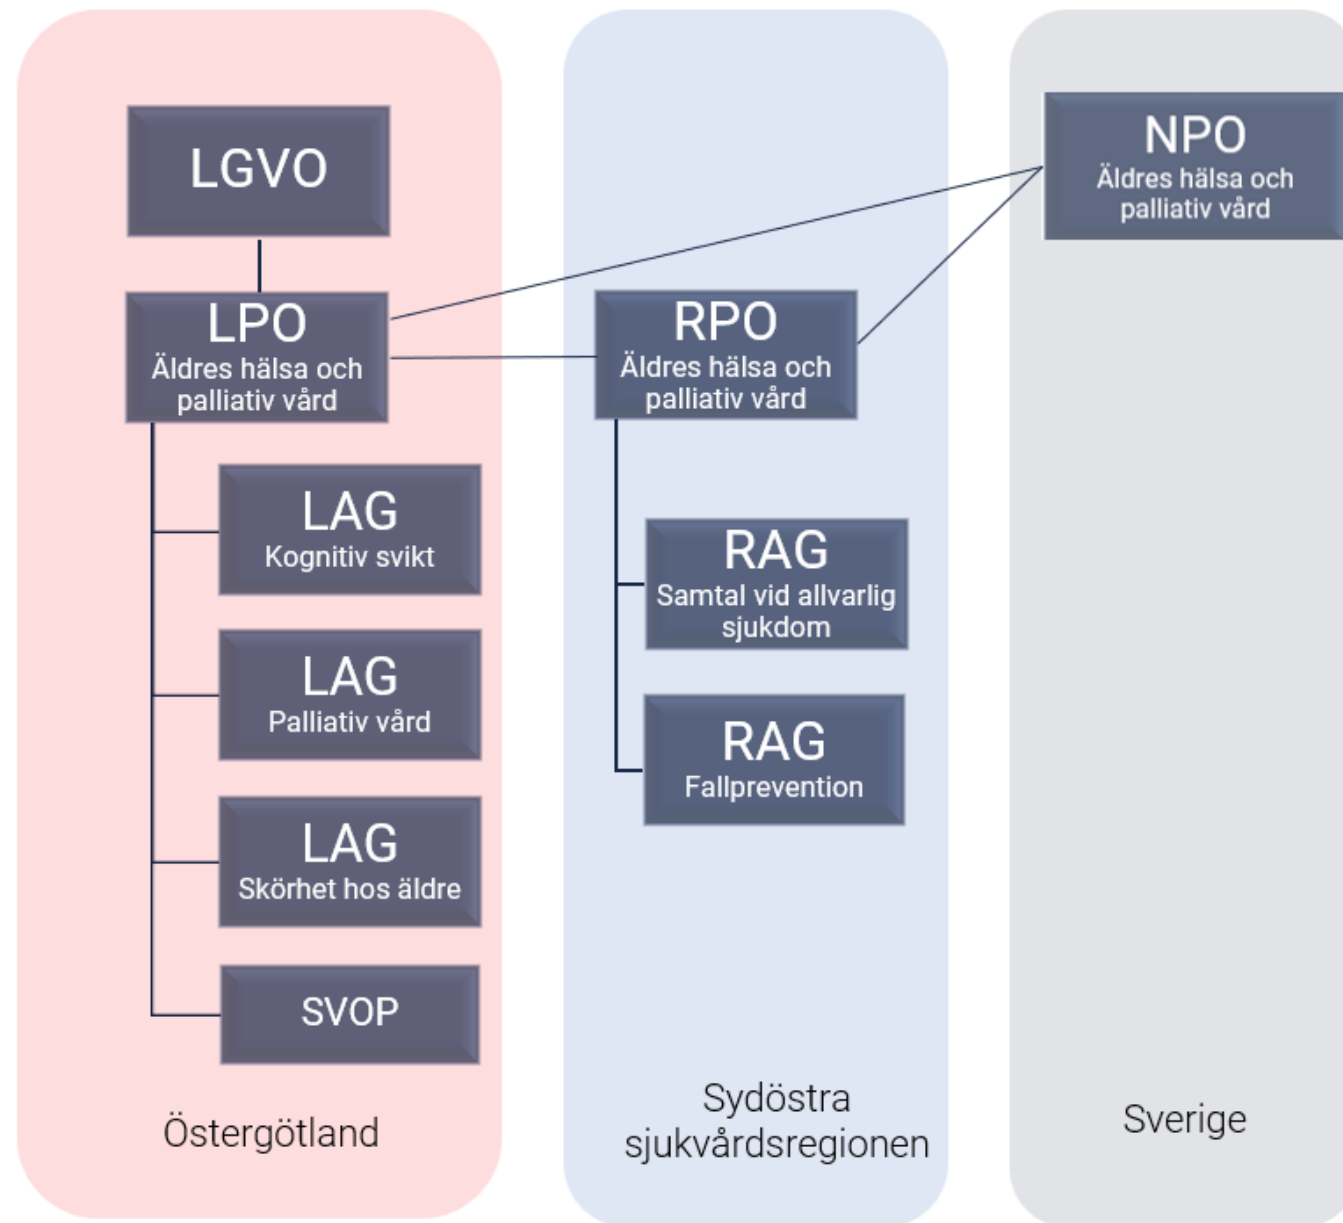 LGVO
LPO
Äldres hälsa och
palliativ vård
LAG
Kognitiv svikt
LAG
Palliativ vård
LAG
Skörhet hos äldre
SVOP
Östergötland
RPO
Äldres hälsa och
palliativ vård
RAG
Samtal vid allvarlig
sjukdom
RAG
Fallprevention
Sydöstra
sjukvårdsregionen
NPO
Äldres hälsa och
palliativ vård
Sverige